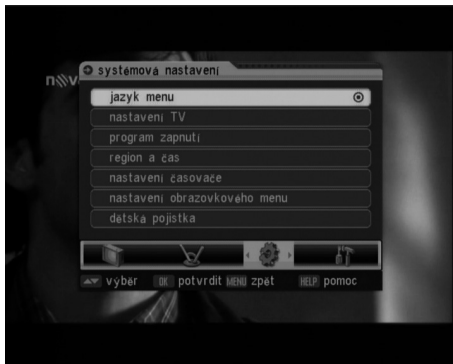 nov
systémová nastavení
jazyk menu
nastavení TV
program zapnutí
region a čas
nastavení časovače
nastavení obrazovkového menu
dětská pojistka
výběr OK potvrdit MENU zpět HELP pomoc